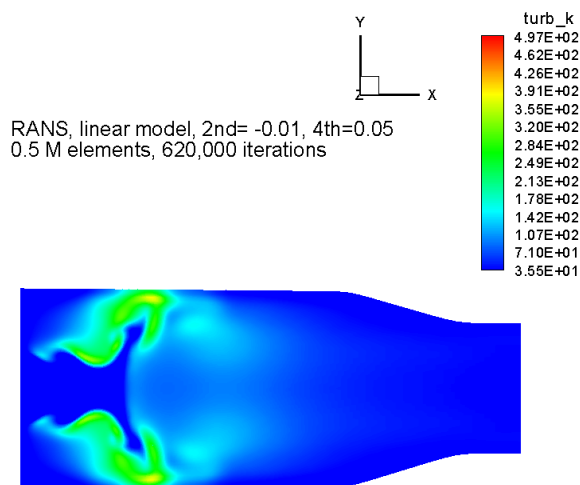 turb_k
4.97E+02
4.62E+02
4.26E+02
3.91E+02
3.55E+02
3.20E+02
2.84E+02
2.49E+02
2.13E+02
1.78E+02
1.42E+02
1.07E+02
7.10E+01
3.55E+01
Y
Z X
RANS, linear model, 2nd= -0.01, 4th=0.05
0.5 M elements, 620,000 iterations